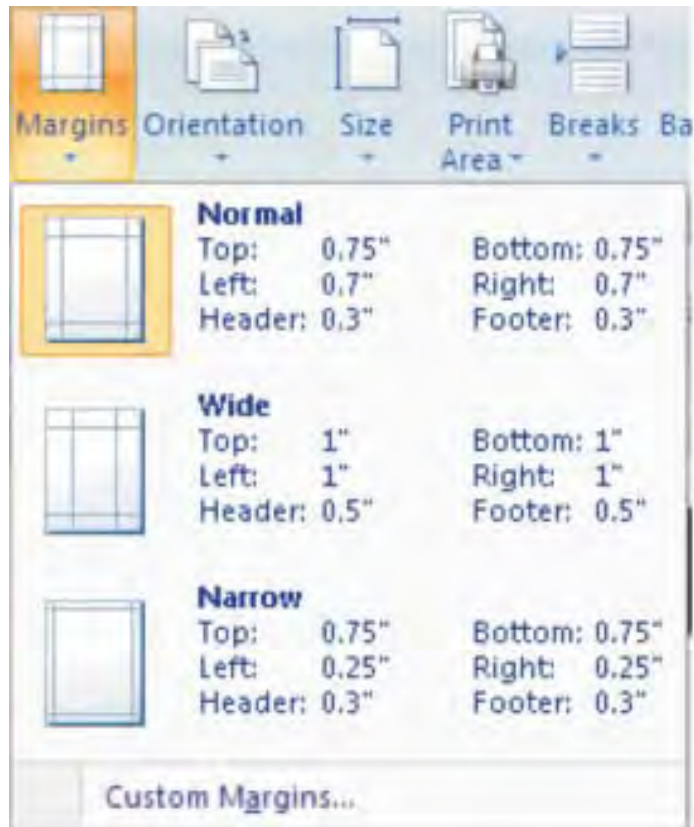 Margins Orientation Size Print Area Breaks Ba
Normal
Top: 0.75" Bottom: 0.75"
Left: 0.7" Right: 0.7"
Header: 0.3" Footer: 0.3"
Wide
Top: 1" Bottom: 1"
Left: 1" Right: 1"
Header: 0.5" Footer: 0.5"
Narrow
Top: 0.75" Bottom: 0.75"
Left: 0.25" Right: 0.25"
Header: 0.3" Footer: 0.3"
Custom Margins...